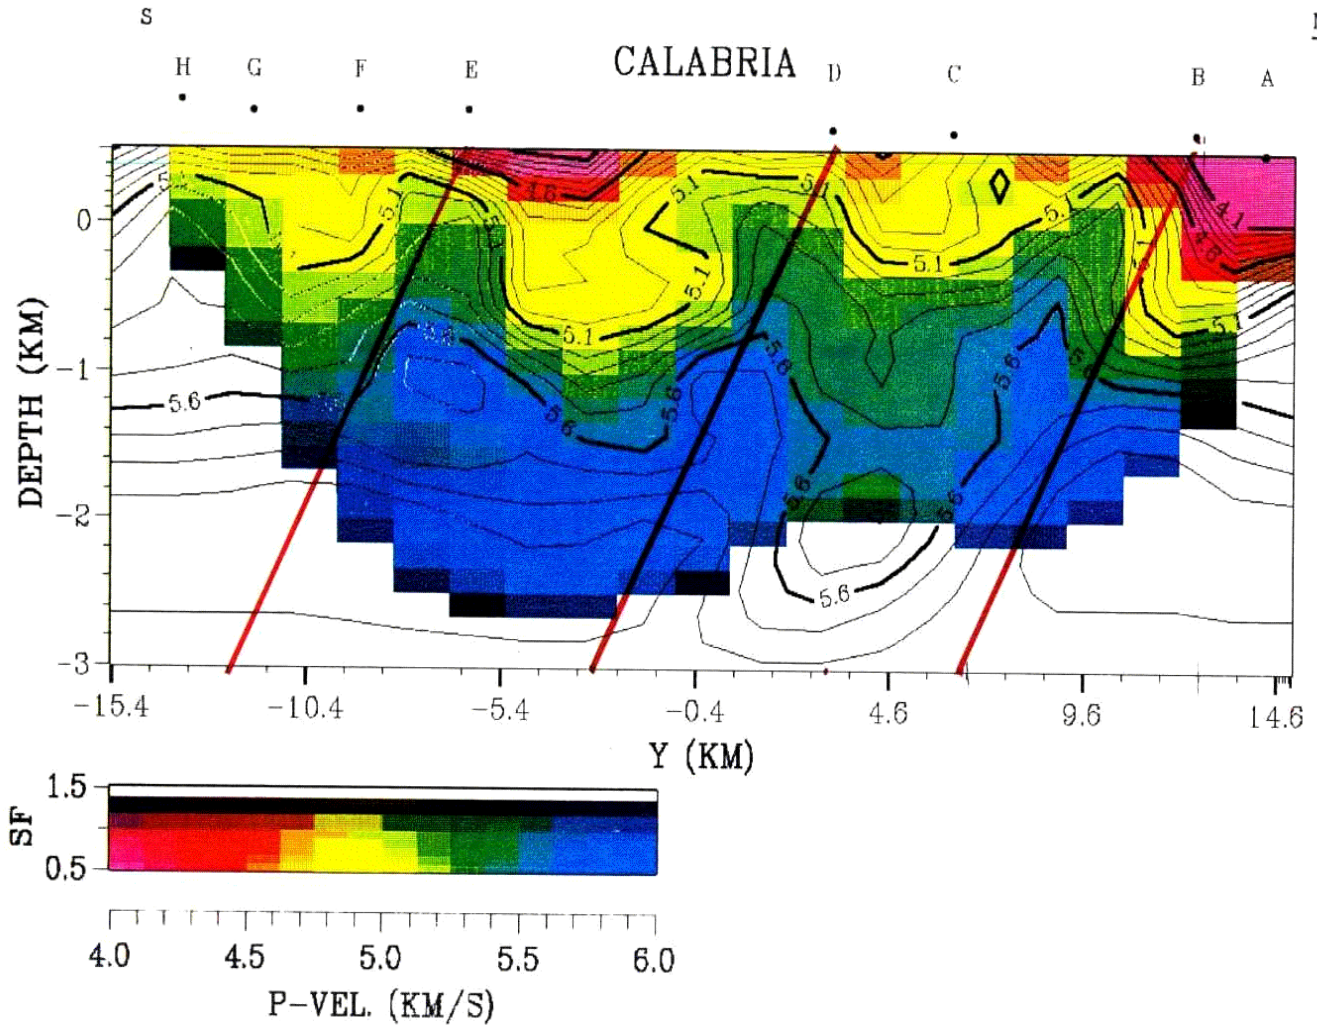 S
CALABRIA
H G F E D C B A
5.1 5.1 4.6 5.1 5.1 4.1
5.1 5.1 5.1 4.6
5.1 5.1
5.6 5.6 5.6
5.6 5.6 5.6
5.6
5.6
DEPTH (KM)
0
-1
-2
-3
-15.4 -10.4 -5.4 -0.4 4.6 9.6 14.6
Y (KM)
SF
1.5
0.5
4.0 4.5 5.0 5.5 6.0
P-VEL. (KM/S)